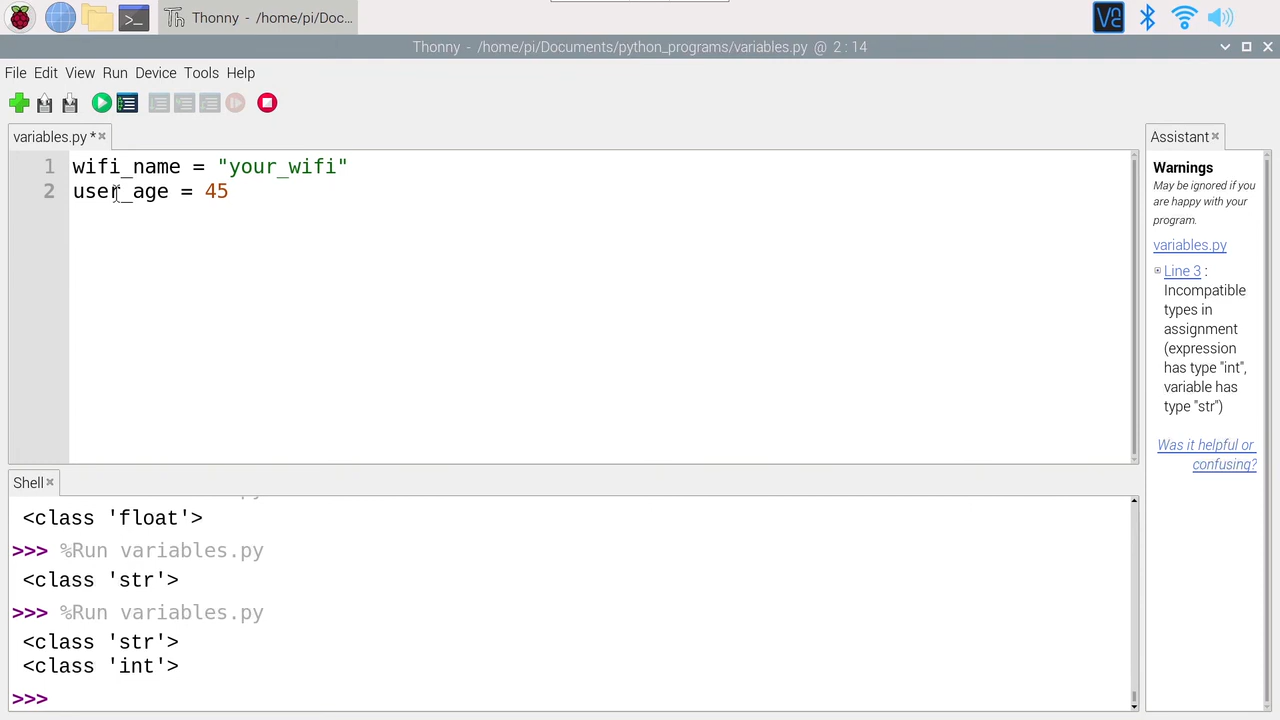 Thonny - /home/pi/Doc...
Thonny - /home/pi/Documents/python_programs/variables.py @ 2 : 14
File Edit View Run Device Tools Help
variables.py *
1 wifi_name = "your_wifi"
2 user_age = 45
Shell
<class 'float'>
>>> %Run variables.py
<class 'str'>
>>> %Run variables.py
<class 'str'>
<class 'int'>
>>>
Assistant
Warnings
May be ignored if you
are happy with your
program.
variables.py
Line 3 :
Incompatible
types in
assignment
(expression
has type "int",
variable has
type "str")
Was it helpful or
confusing?